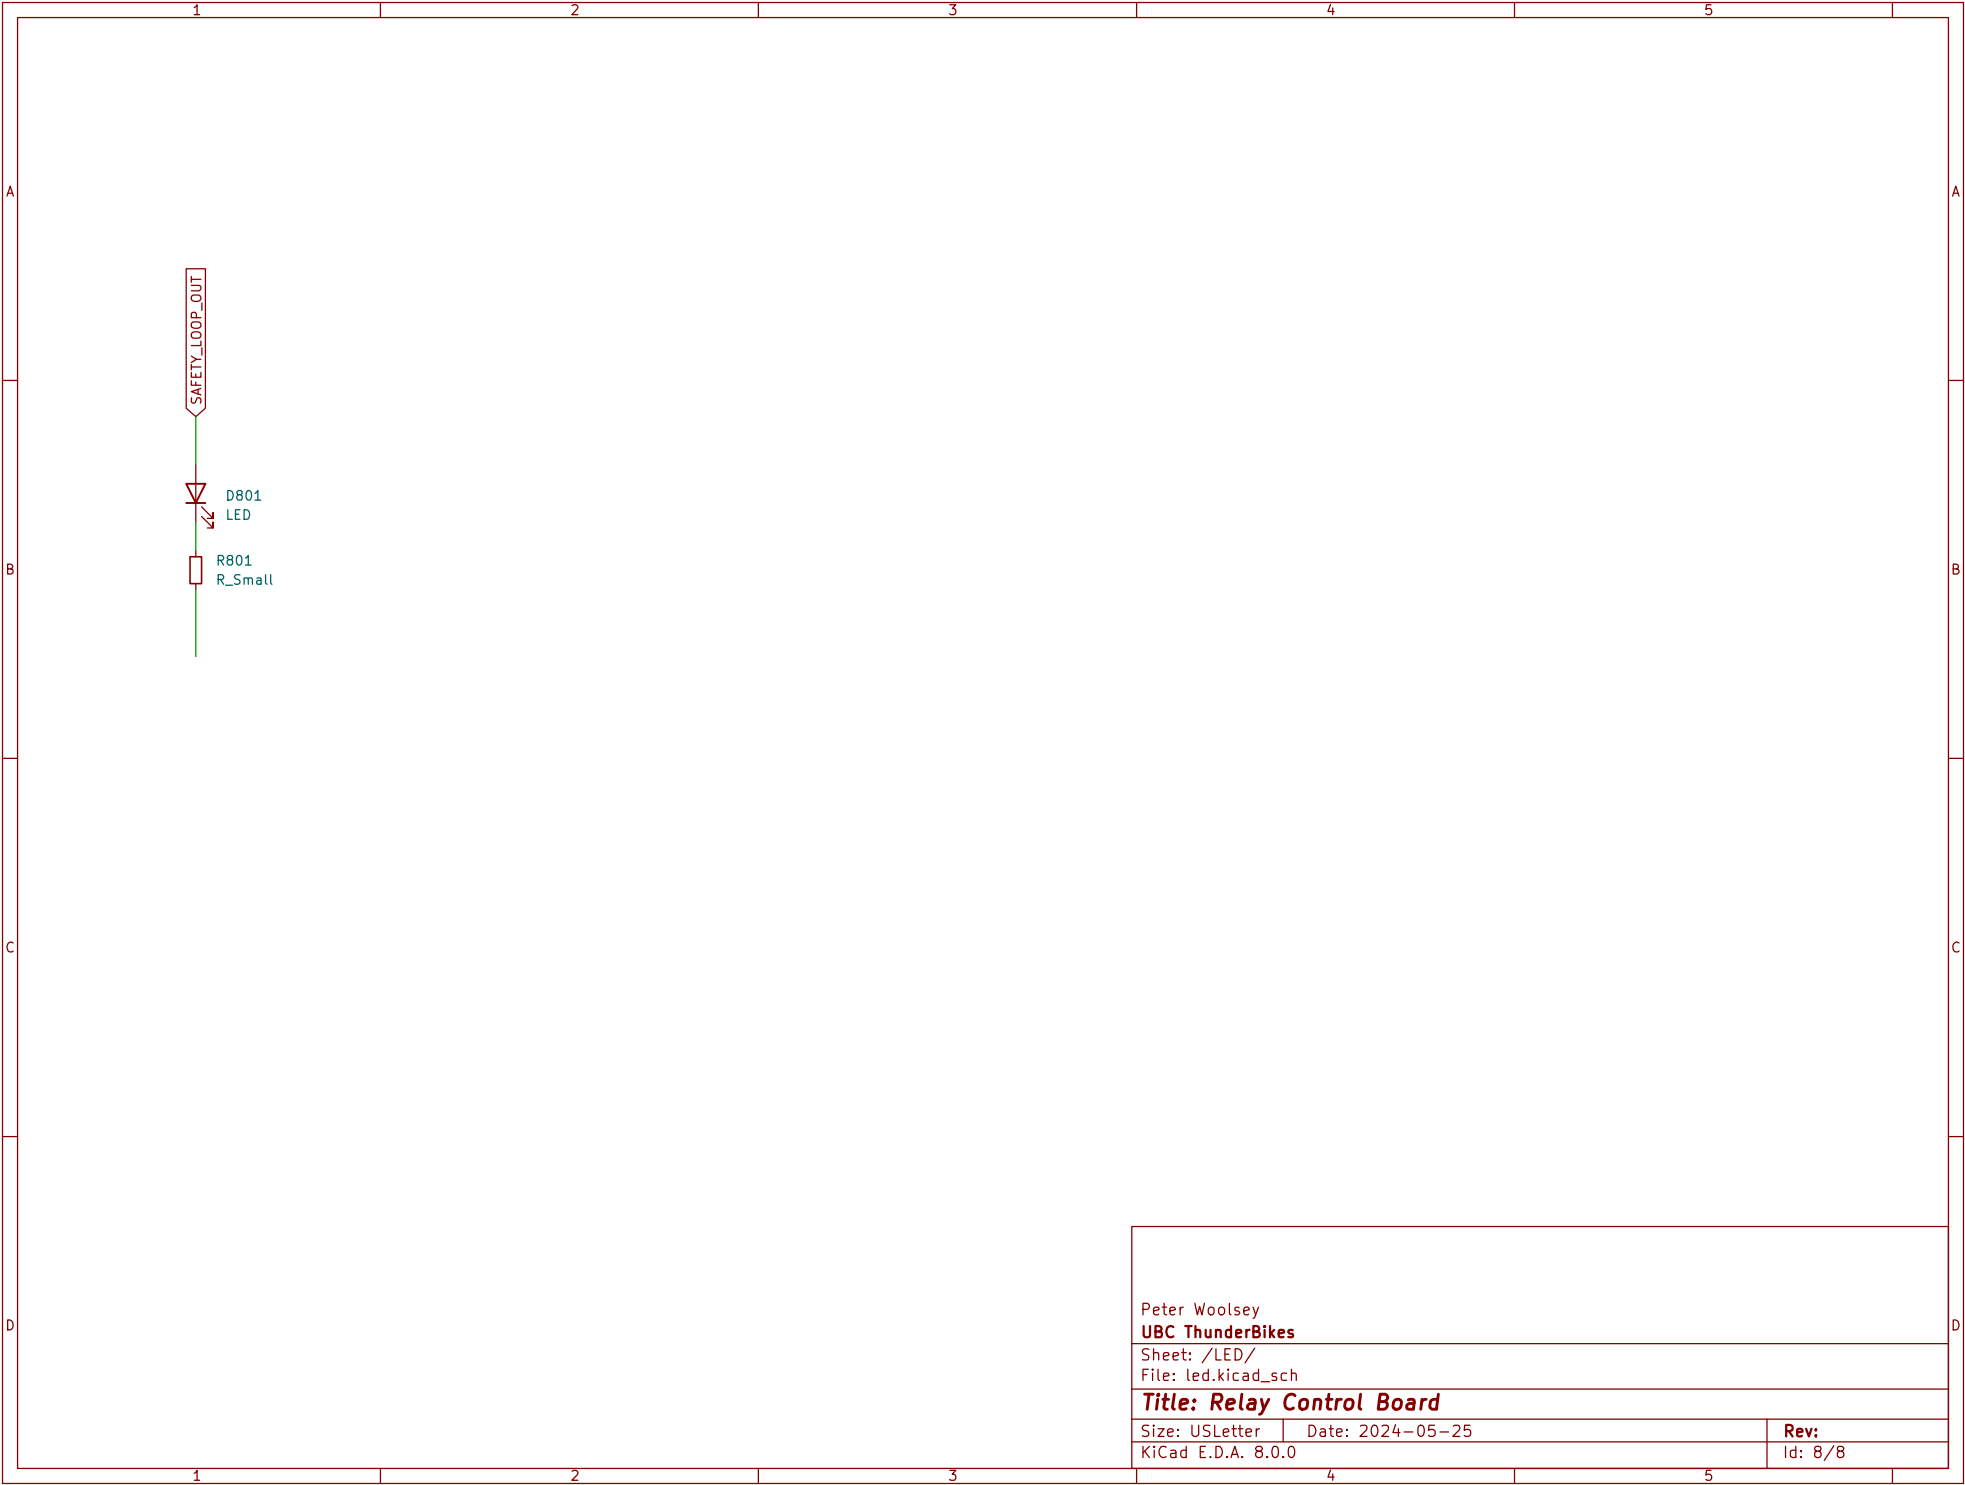 1 2 3 4 5
A A
SAFETY_LOOP_OUT
D801
LED
R801
R_Small
B B
C C
D D
Peter Woolsey
UBC ThunderBikes
Sheet: /LED/
File: led.kicad_sch
Title: Relay Control Board
Size: USLetter Date: 2024-05-25 Rev:
KiCad E.D.A. 8.0.0 Id: 8/8
1 2 3 4 5